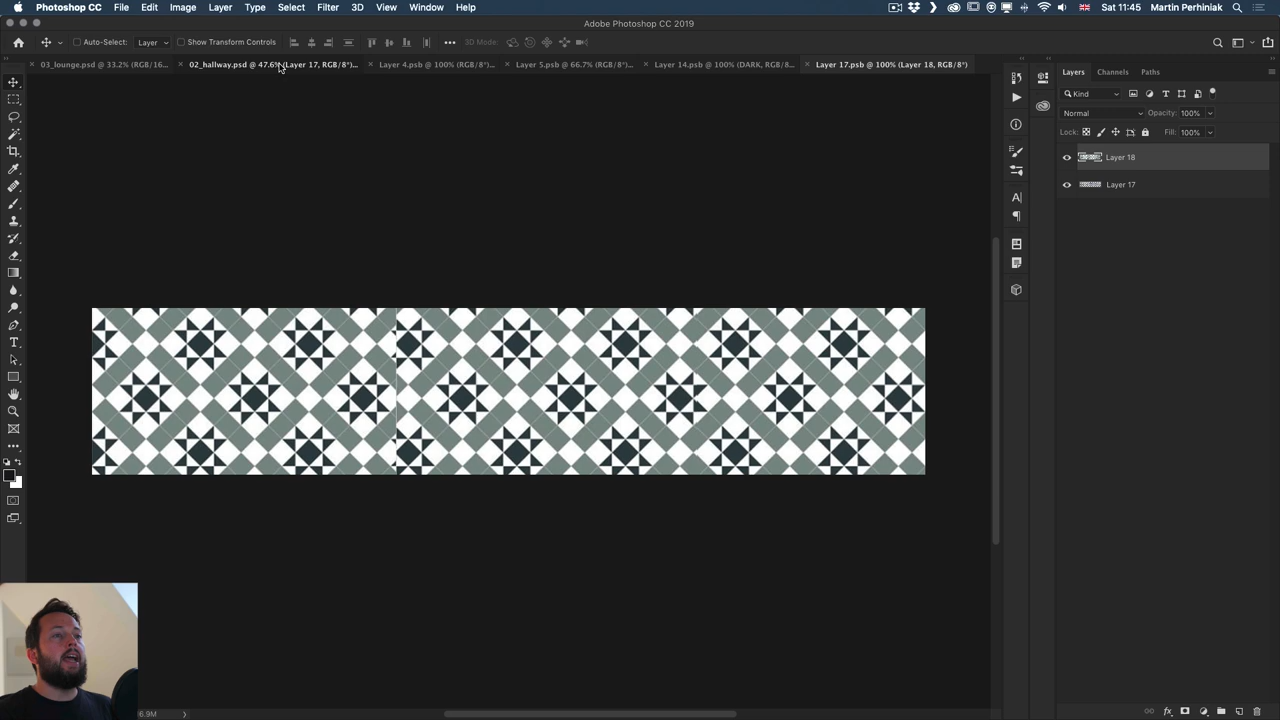 Photoshop CC File Edit Image Layer Type Select Filter 3D View Window Help Sat 11:45 Martin Perhiniak
Adobe Photoshop CC 2019
Auto-Select: Layer Show Transform Controls 3D Mode:
03_lounge.psd @ 33.2% (RGB/16... 02_hallway.psd @ 47.6% (Layer 17, RGB/8*)... Layer 4.psb @ 100% (RGB/8*)... Layer 5.psb @ 66.7% (RGB/8*)... Layer 14.psb @ 100% (DARK, RGB/8... Layer 17.psb @ 100% (Layer 18, RGB/8*)
Layers Channels Paths
Kind
Normal Opacity: 100%
Lock: Fill: 100%
Layer 18
Layer 17
6.9M